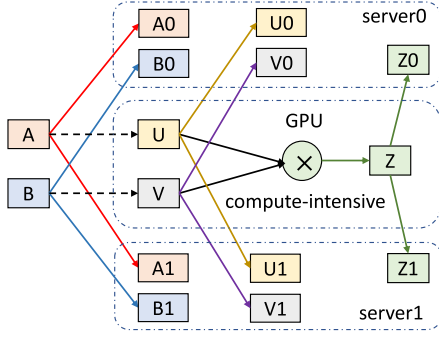 A0
U0
server0
B0
V0
Z0
GPU
A
U
×
Z
B
V
compute-intensive
A1
U1
Z1
B1
V1
server1